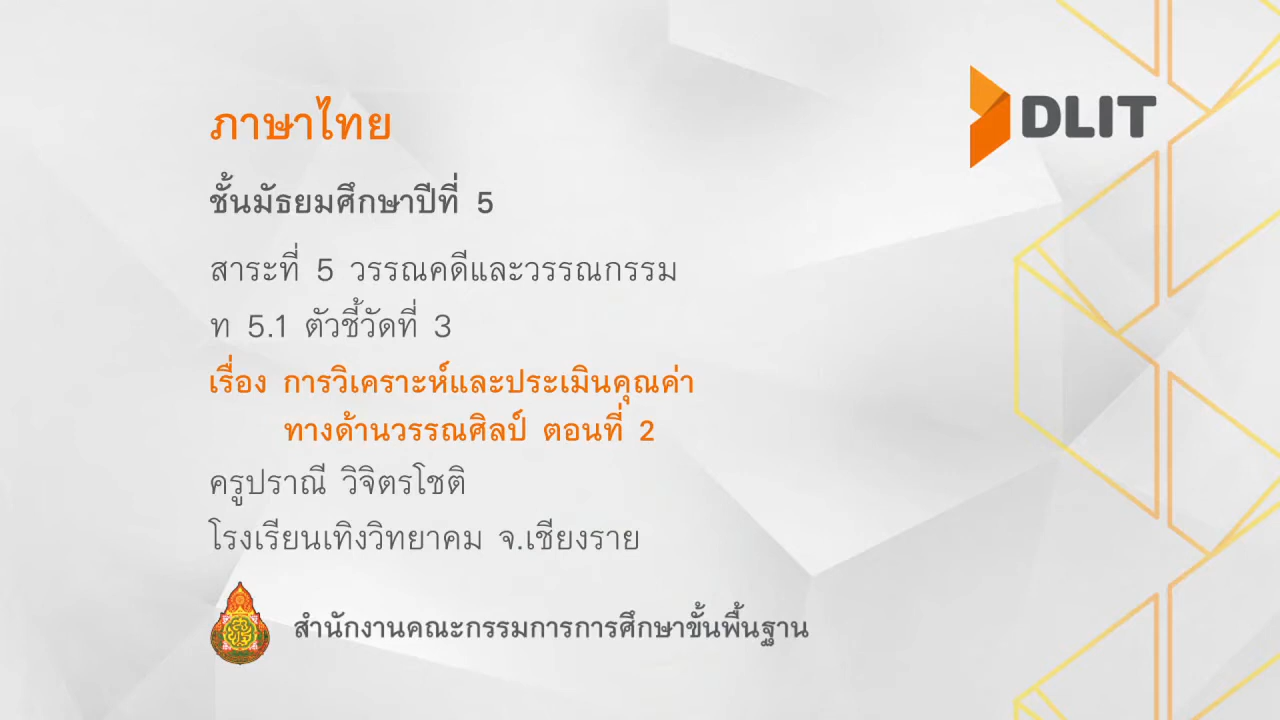 ภาษาไทย
DLIT
ชั้นมัธยมศึกษาปีที่ 5
สาระที่ 5 วรรณคดีและวรรณกรรม
ท 5.1 ตัวชี้วัดที่ 3
เรื่อง การวิเคราะห์และประเมินคุณค่า
ทางด้านวรรณศิลป์ ตอนที่ 2
ครูปราณี วิจิตรโชติ
โรงเรียนเทิงวิทยาคม จ.เชียงราย
สำนักงานคณะกรรมการการศึกษาขั้นพื้นฐาน